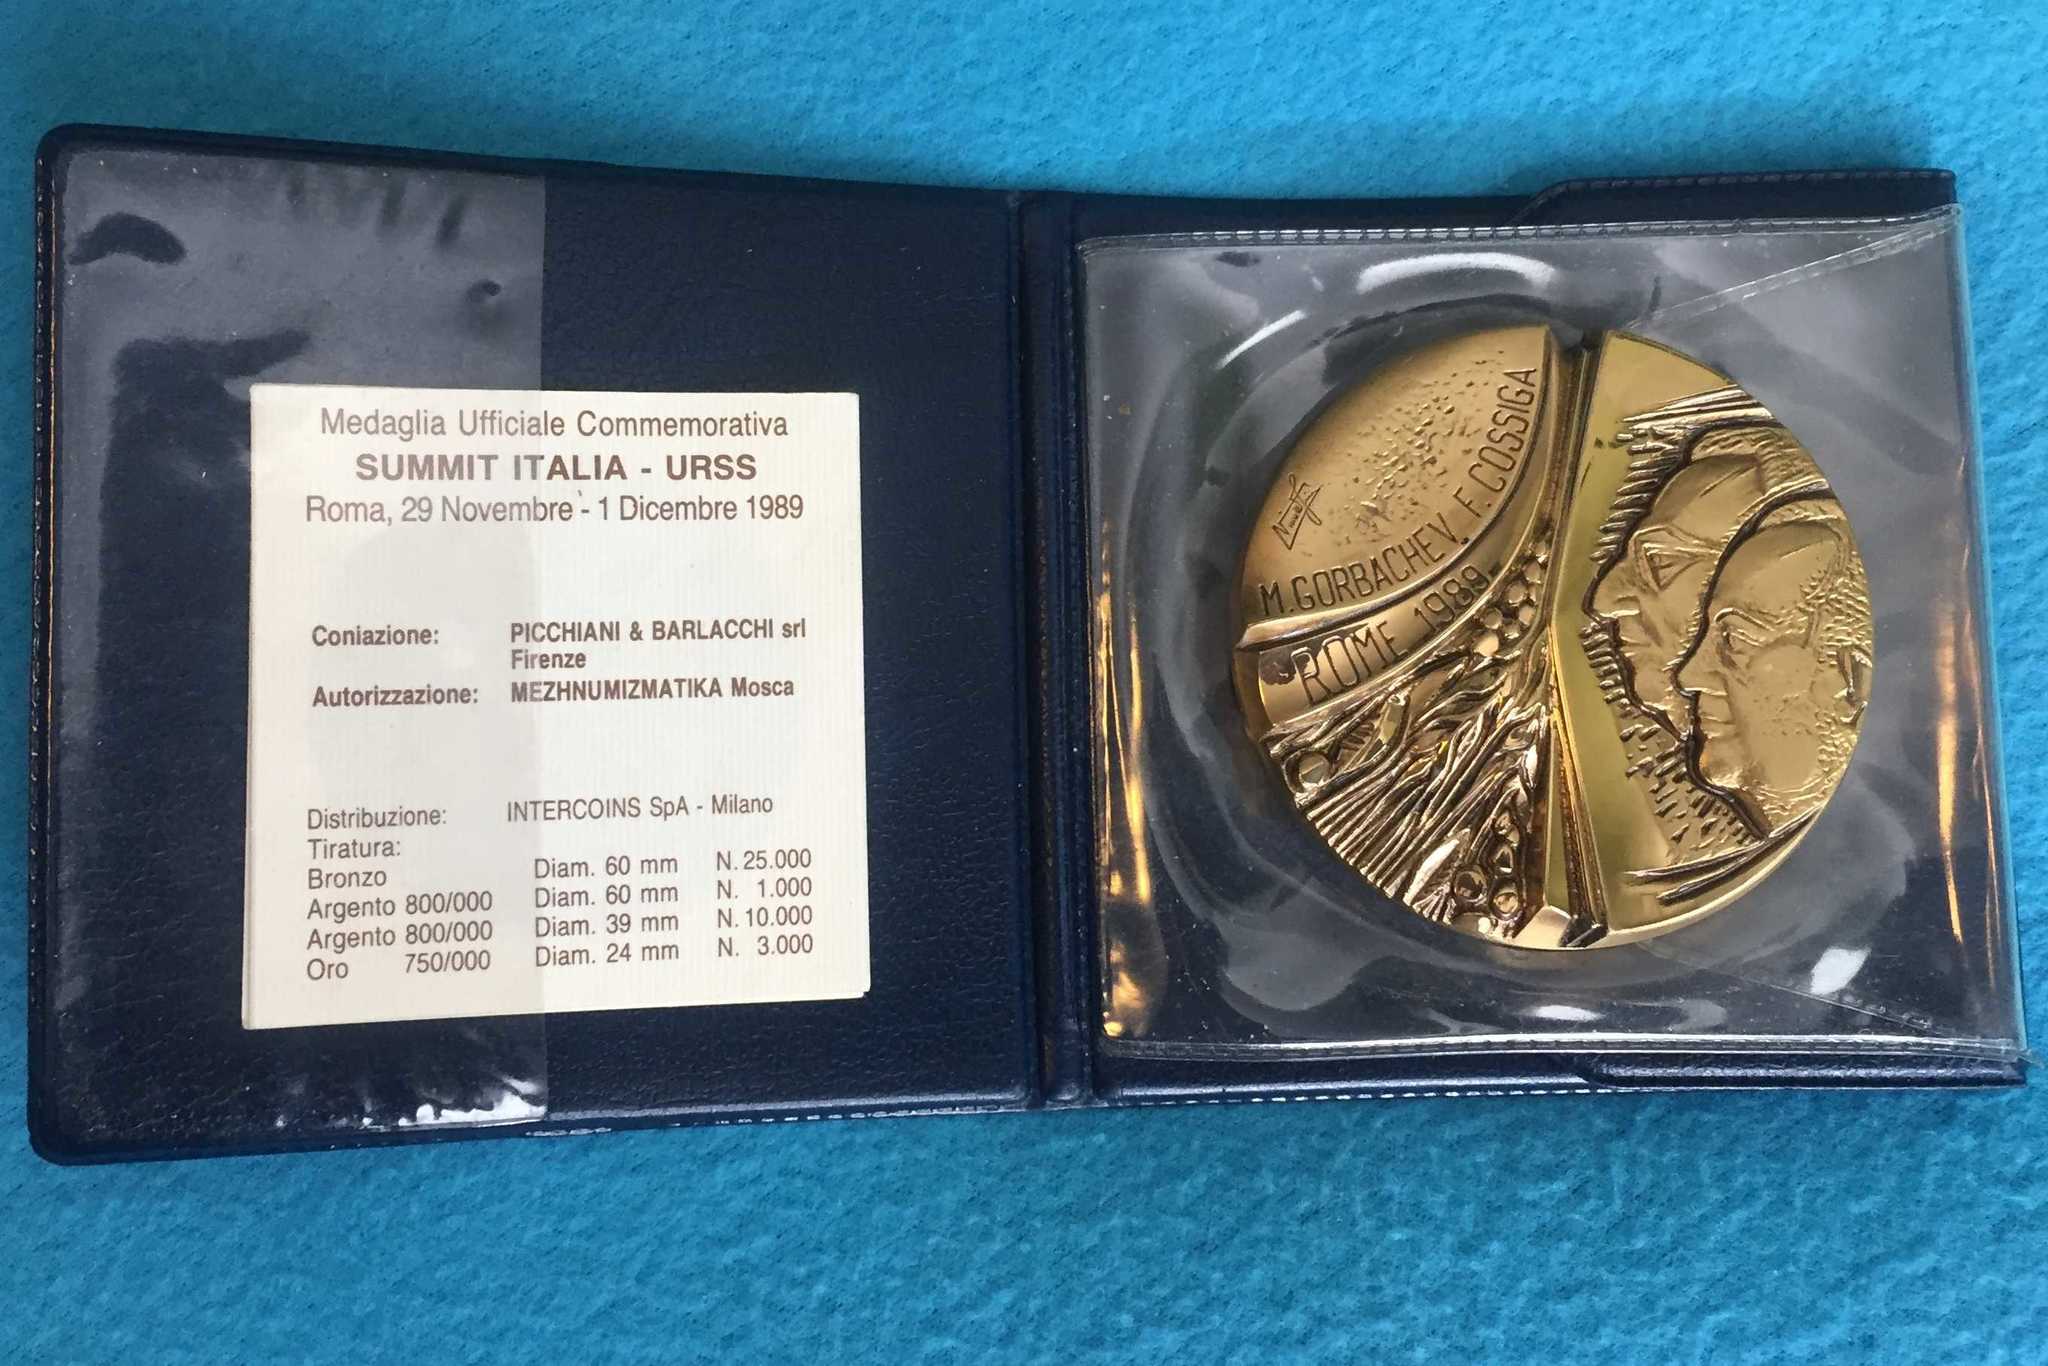 Medaglia Ufficiale Commemorativa
SUMMIT ITALIA - URSS
Roma, 29 Novembre - 1 Dicembre 1989
Coniazione: PICCHIANI & BARLACCHI srl
Firenze
Autorizzazione: MEZHNUMIZMATIKA Mosca
Distribuzione: INTERCOINS SpA - Milano
Tiratura:
Bronzo Diam. 60 mm N. 25.000
Argento 800/000 Diam. 60 mm N. 1.000
Argento 800/000 Diam. 39 mm N. 10.000
Oro 750/000 Diam. 24 mm N. 3.000
M. GORBACHEV F. COSSIGA
ROME 1989